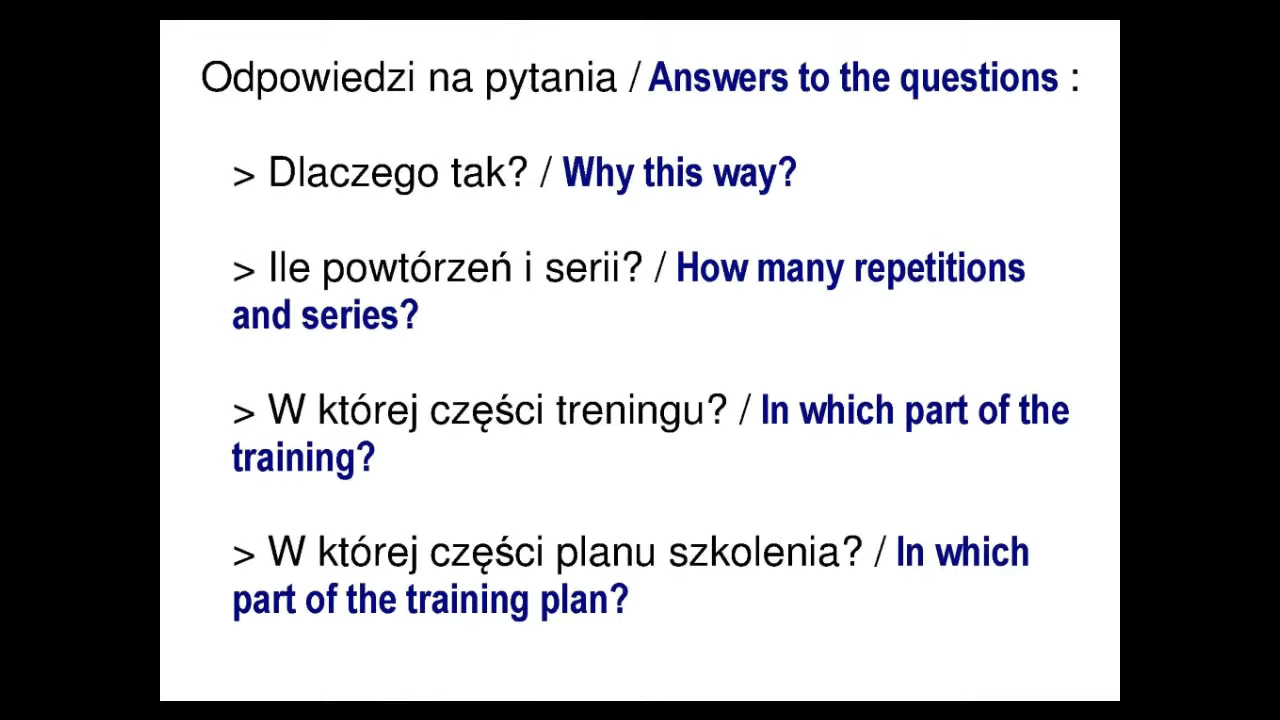 Odpowiedzi na pytania / Answers to the questions :
> Dlaczego tak? / Why this way?
> Ile powtórzeń i serii? / How many repetitions
and series?
> W której części treningu? / In which part of the
training?
> W której części planu szkolenia? / In which
part of the training plan?